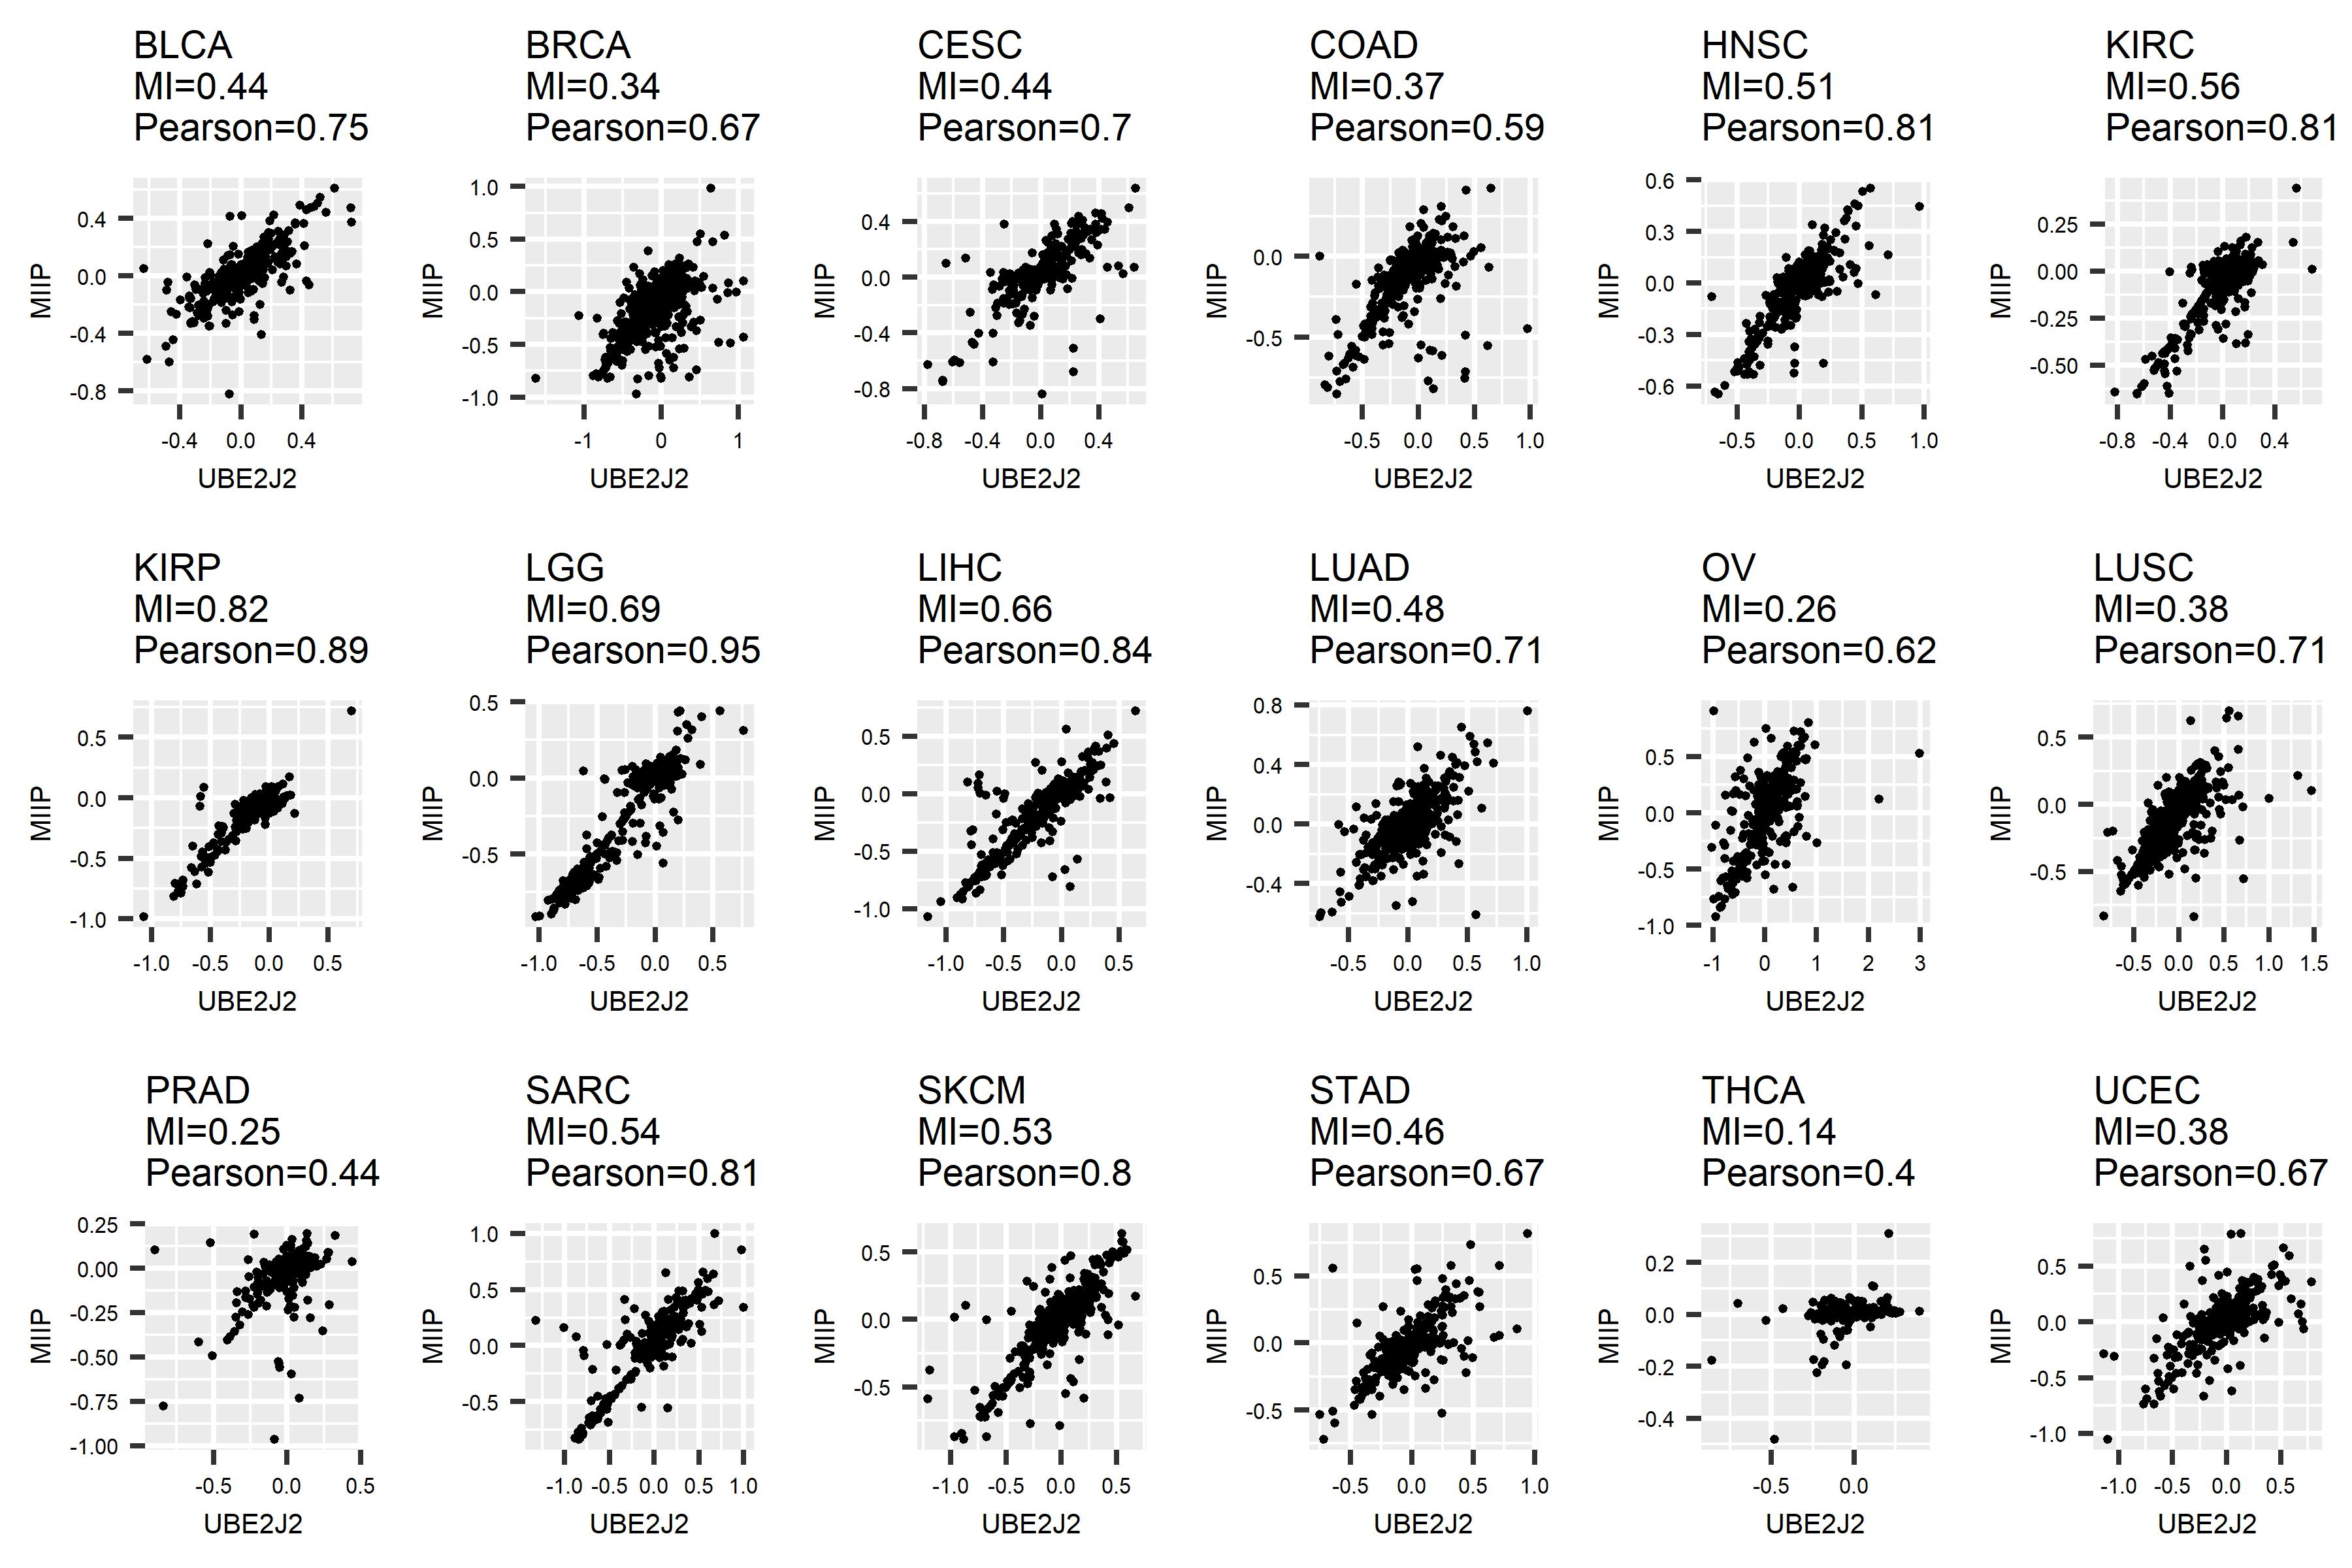 BLCA
MI=0.44
Pearson=0.75
0.4
0.0
-0.4
-0.8
MIIP
-0.4 0.0 0.4
UBE2J2
BRCA
MI=0.34
Pearson=0.67
1.0
0.5
0.0
-0.5
-1.0
MIIP
-1 0 1
UBE2J2
CESC
MI=0.44
Pearson=0.7
0.4
0.0
-0.4
-0.8
MIIP
-0.8 -0.4 0.0 0.4
UBE2J2
COAD
MI=0.37
Pearson=0.59
0.0
-0.5
MIIP
-0.5 0.0 0.5 1.0
UBE2J2
HNSC
MI=0.51
Pearson=0.81
0.6
0.3
0.0
-0.3
-0.6
MIIP
-0.5 0.0 0.5 1.0
UBE2J2
KIRC
MI=0.56
Pearson=0.81
0.25
0.00
-0.25
-0.50
MIIP
-0.8 -0.4 0.0 0.4
UBE2J2
KIRP
MI=0.82
Pearson=0.89
0.5
0.0
-0.5
-1.0
MIIP
-1.0 -0.5 0.0 0.5
UBE2J2
LGG
MI=0.69
Pearson=0.95
0.5
0.0
-0.5
MIIP
-1.0 -0.5 0.0 0.5
UBE2J2
LIHC
MI=0.66
Pearson=0.84
0.5
0.0
-0.5
-1.0
MIIP
-1.0 -0.5 0.0 0.5
UBE2J2
LUAD
MI=0.48
Pearson=0.71
0.8
0.4
0.0
-0.4
MIIP
-0.5 0.0 0.5 1.0
UBE2J2
OV
MI=0.26
Pearson=0.62
0.5
0.0
-0.5
-1.0
MIIP
-1 0 1 2 3
UBE2J2
LUSC
MI=0.38
Pearson=0.71
0.5
0.0
-0.5
MIIP
-0.5 0.0 0.5 1.0 1.5
UBE2J2
PRAD
MI=0.25
Pearson=0.44
0.25
0.00
-0.25
-0.50
-0.75
-1.00
MIIP
-0.5 0.0 0.5
UBE2J2
SARC
MI=0.54
Pearson=0.81
1.0
0.5
0.0
-0.5
MIIP
-1.0 -0.5 0.0 0.5 1.0
UBE2J2
SKCM
MI=0.53
Pearson=0.8
0.5
0.0
-0.5
MIIP
-1.0 -0.5 0.0 0.5
UBE2J2
STAD
MI=0.46
Pearson=0.67
0.5
0.0
-0.5
MIIP
-0.5 0.0 0.5 1.0
UBE2J2
THCA
MI=0.14
Pearson=0.4
0.2
0.0
-0.2
-0.4
MIIP
-0.5 0.0
UBE2J2
UCEC
MI=0.38
Pearson=0.67
0.5
0.0
-0.5
-1.0
MIIP
-1.0 -0.5 0.0 0.5
UBE2J2